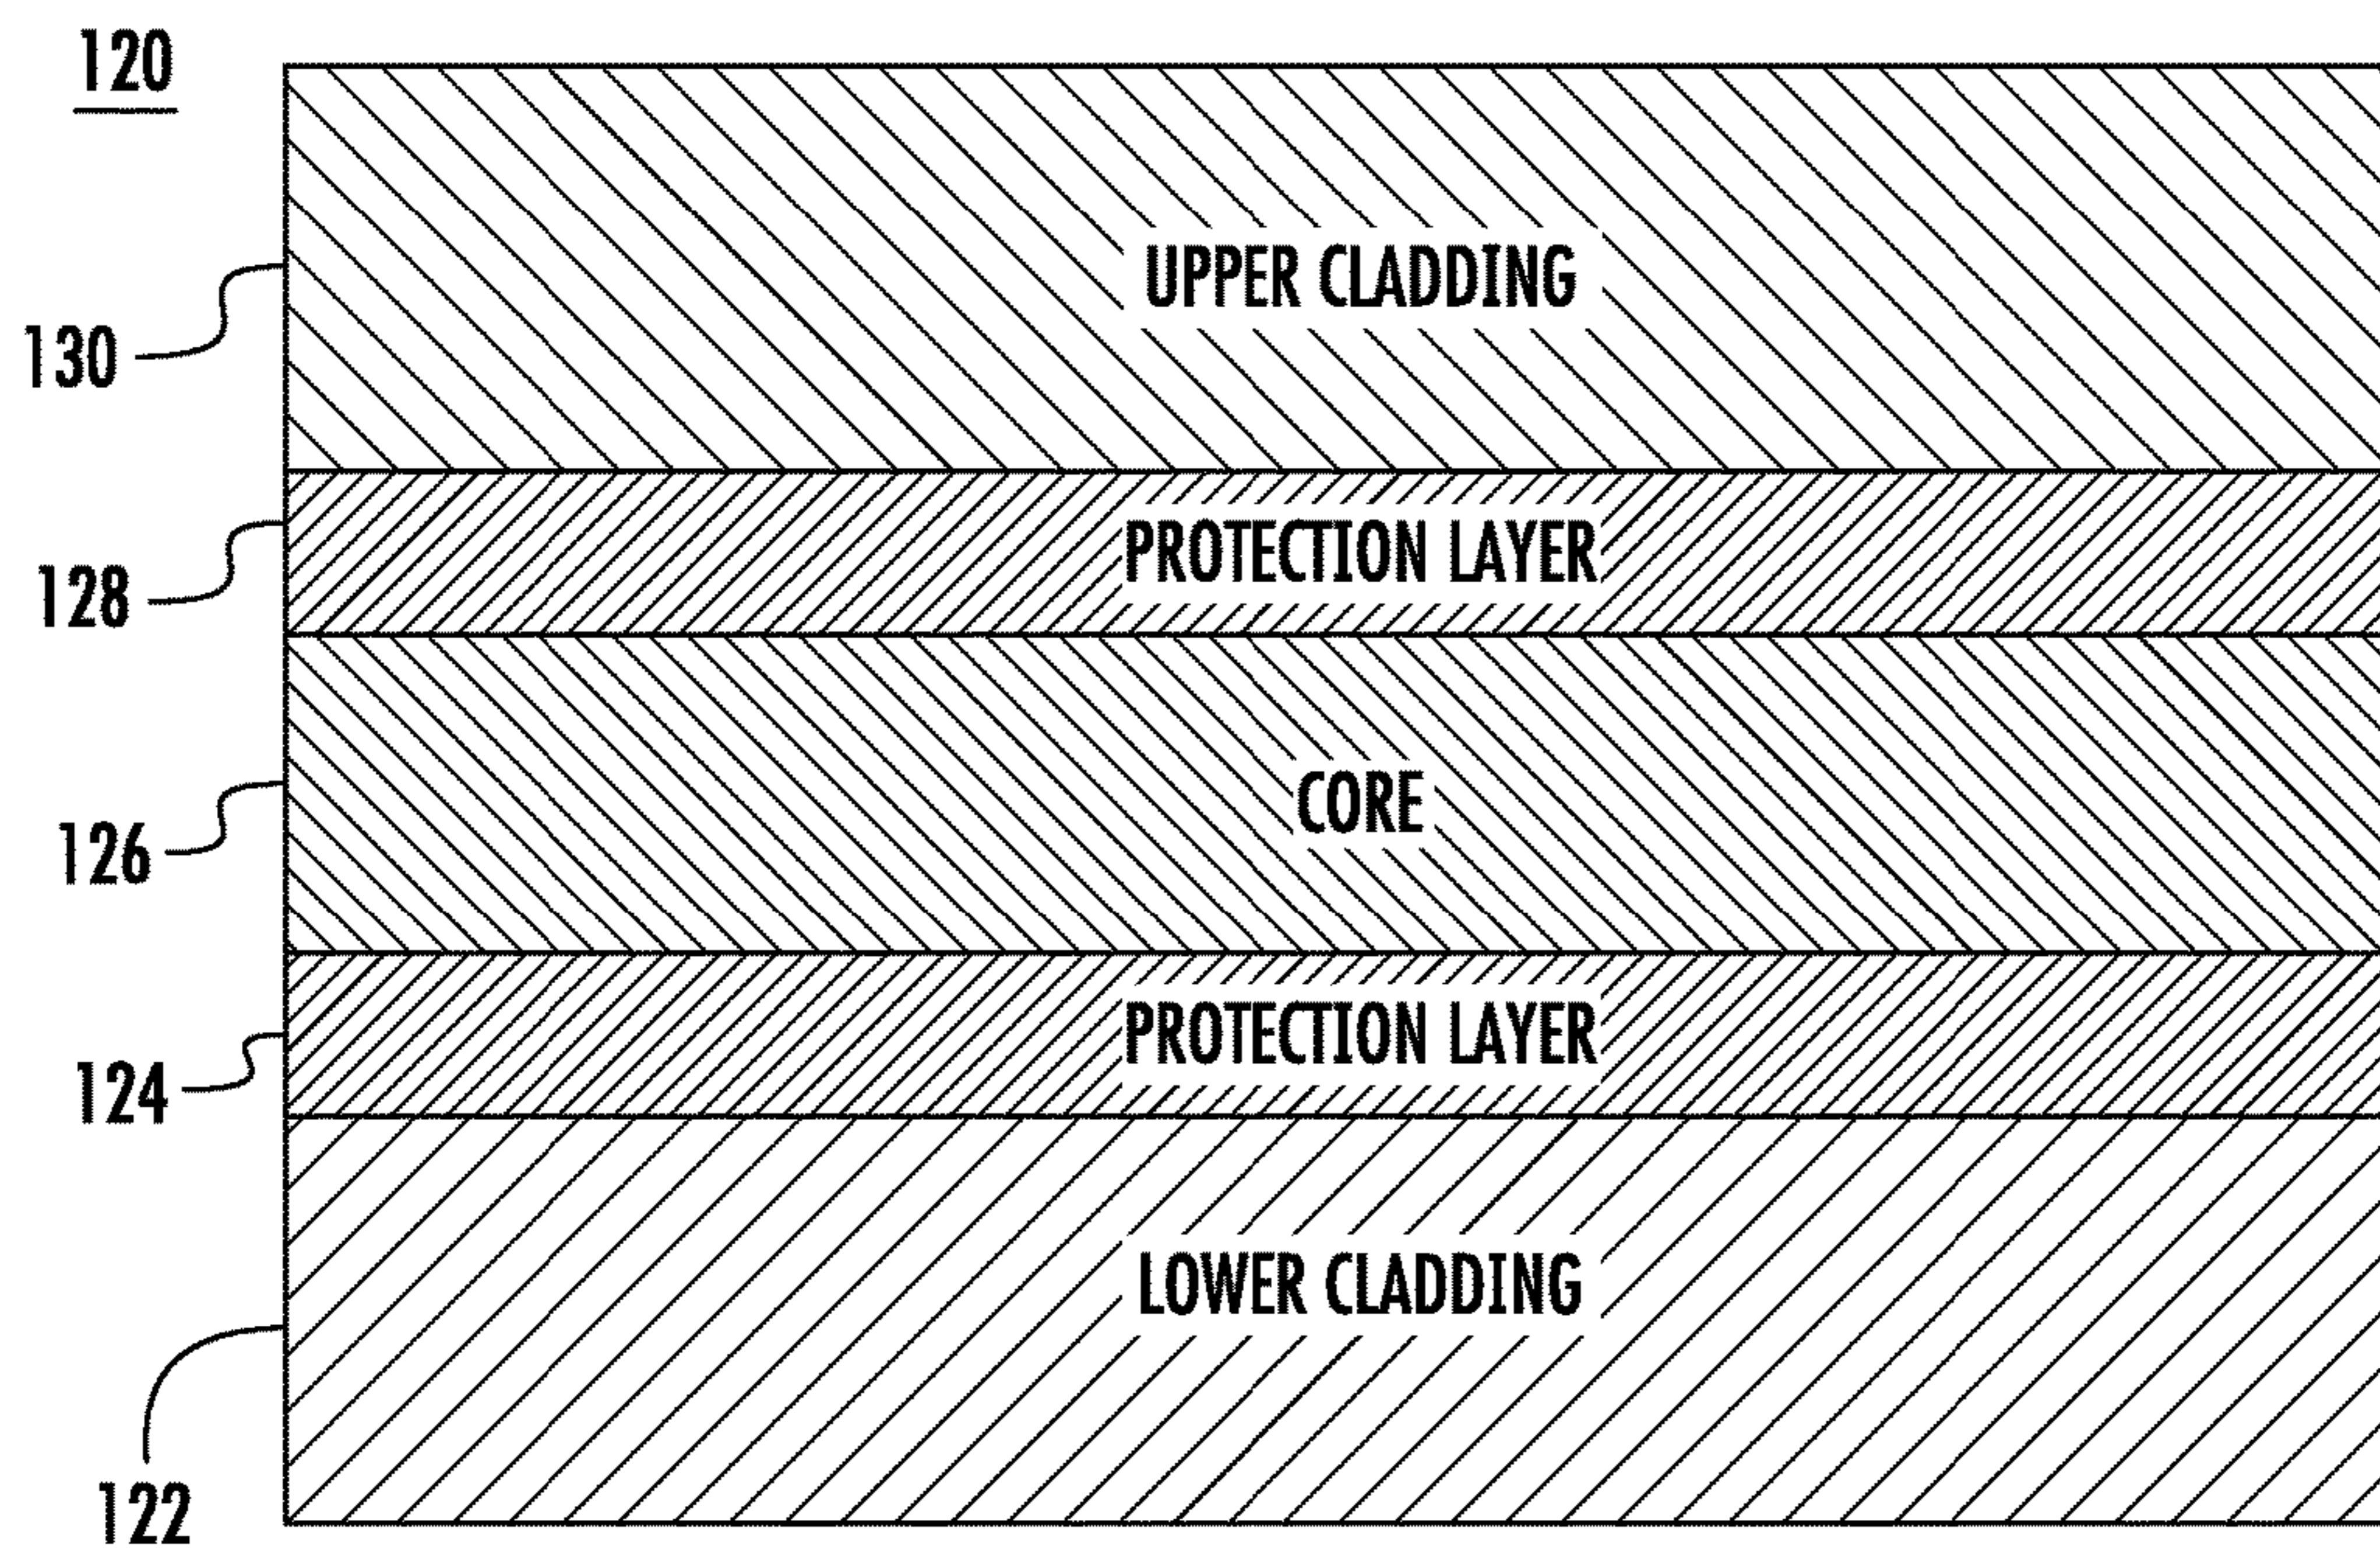 120
UPPER CLADDING
130
PROTECTION LAYER
128
CORE
126
PROTECTION LAYER
124
LOWER CLADDING
122